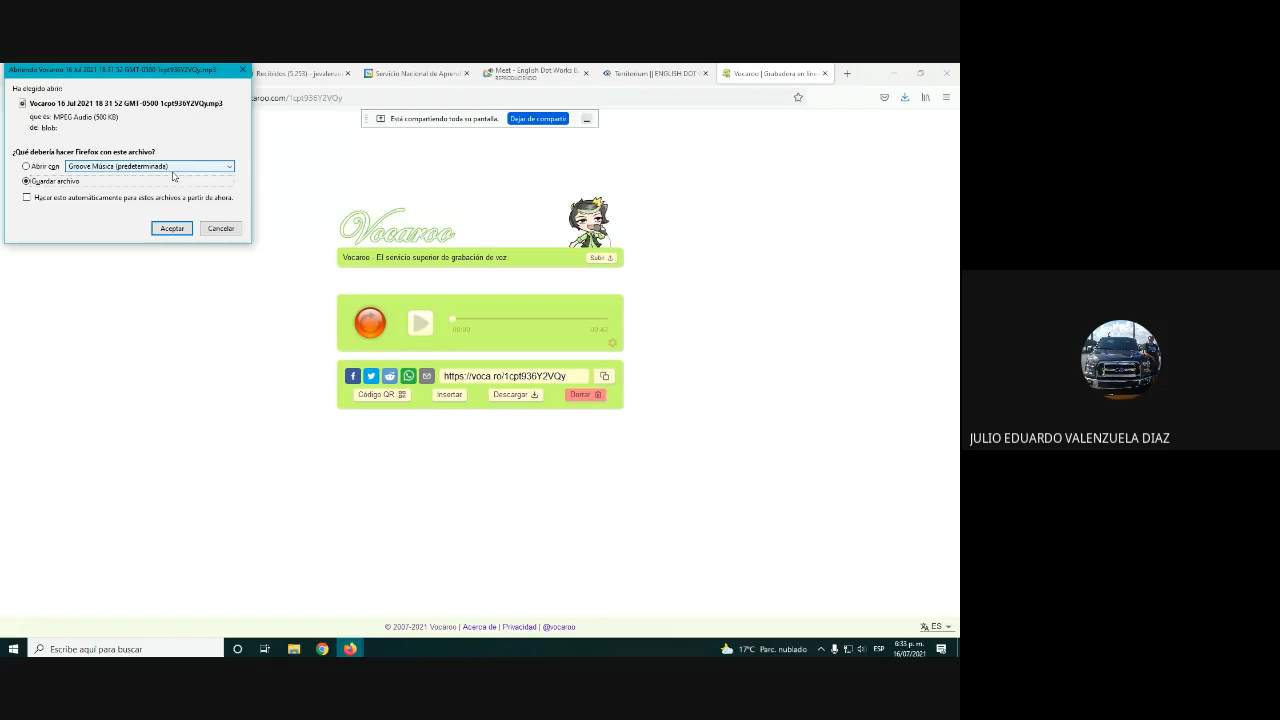 Abriendo Vocaroo 16 Jul 2021 18 31 52 GMT-0500 1cpt936Y2VQy.mp3
Recibidos (5.253) - jevalenzu
Servicio Nacional de Aprend
Meet - English Dot Works B
REPRODUCIENDO
Territorium || ENGLISH DOT
Vocaroo | Grabadora en líne
aroo.com/1cpt936Y2VQy
Ha elegido abrir:
Vocaroo 16 Jul 2021 18 31 52 GMT-0500 1cpt936Y2VQy.mp3
que es: MPEG Audio (500 KB)
de: blob:
Está compartiendo toda su pantalla.
Dejar de compartir
¿Qué debería hacer Firefox con este archivo?
Abrir con
Groove Música (predeterminada)
Guardar archivo
Hacer esto automáticamente para estos archivos a partir de ahora.
Aceptar
Cancelar
Vocaroo
Vocaroo - El servicio superior de grabación de voz.
Subir
00:00
00:42
https://voca.ro/1cpt936Y2VQy
Código QR
Insertar
Descargar
Borrar
JULIO EDUARDO VALENZUELA DIAZ
© 2007-2021 Vocaroo | Acerca de | Privacidad | @vocaroo
ES
Escribe aquí para buscar
17°C Parc. nublado
ESP
6:33 p. m.
16/07/2021